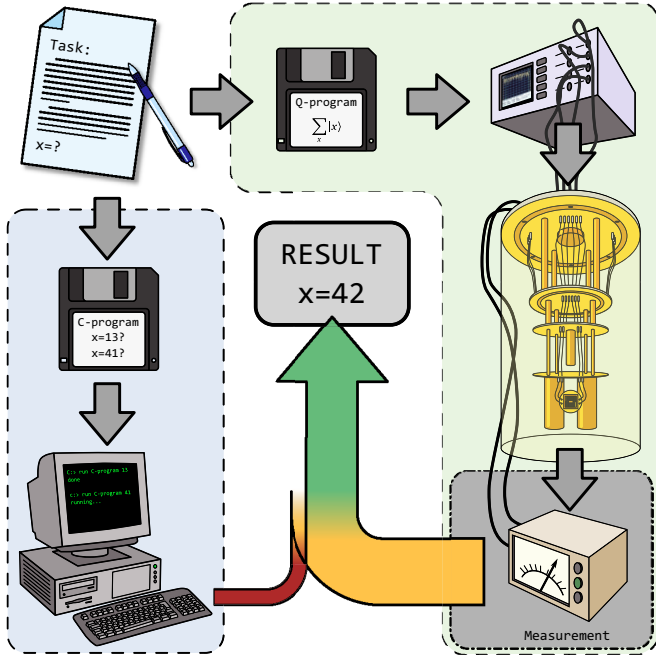 Task:
x=?
Q-program
∑|x⟩
x
RESULT
x=42
C-program
x=13?
x=41?
C:> run C-program 13
done
C:> run C-program 41
running...
Measurement